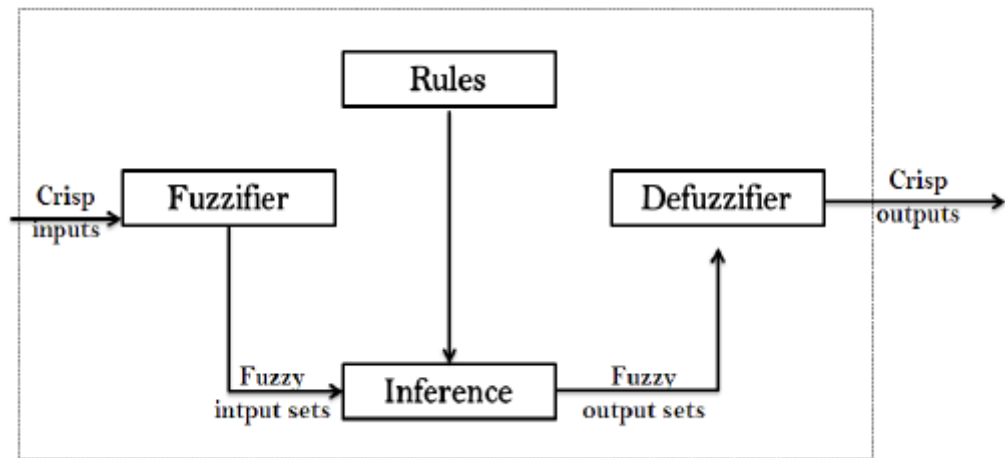 Rules
Crisp
inputs
Fuzzifier
Defuzzifier
Crisp
outputs
Fuzzy
intput sets
Inference
Fuzzy
output sets